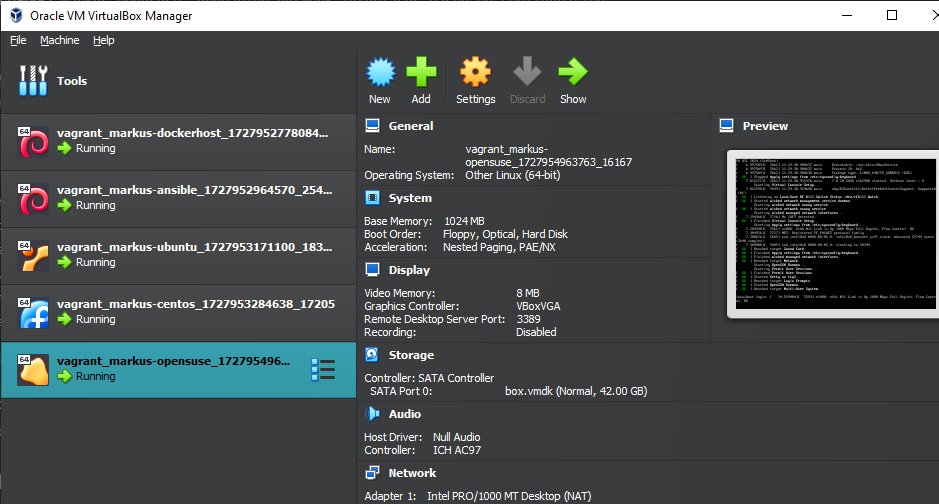 Oracle VM VirtualBox Manager
File Machine Help
Tools
New Add Settings Discard Show
64 vagrant_markus-dockerhost_1727952778084...
Running
64 vagrant_markus-ansible_1727952964570_254...
Running
64 vagrant_markus-ubuntu_1727953171100_183...
Running
64 vagrant_markus-centos_1727953284638_17205
Running
64 vagrant_markus-opensuse_172795496...
Running
General
Name: vagrant_markus-
opensuse_1727954963763_16167
Operating System: Other Linux (64-bit)
System
Base Memory: 1024 MB
Boot Order: Floppy, Optical, Hard Disk
Acceleration: Nested Paging, PAE/NX
Display
Video Memory: 8 MB
Graphics Controller: VBoxVGA
Remote Desktop Server Port: 3389
Recording: Disabled
Storage
Controller: SATA Controller
SATA Port 0: box.vmdk (Normal, 42.00 GB)
Audio
Host Driver: Null Audio
Controller: ICH AC97
Network
Adapter 1: Intel PRO/1000 MT Desktop (NAT)
Preview